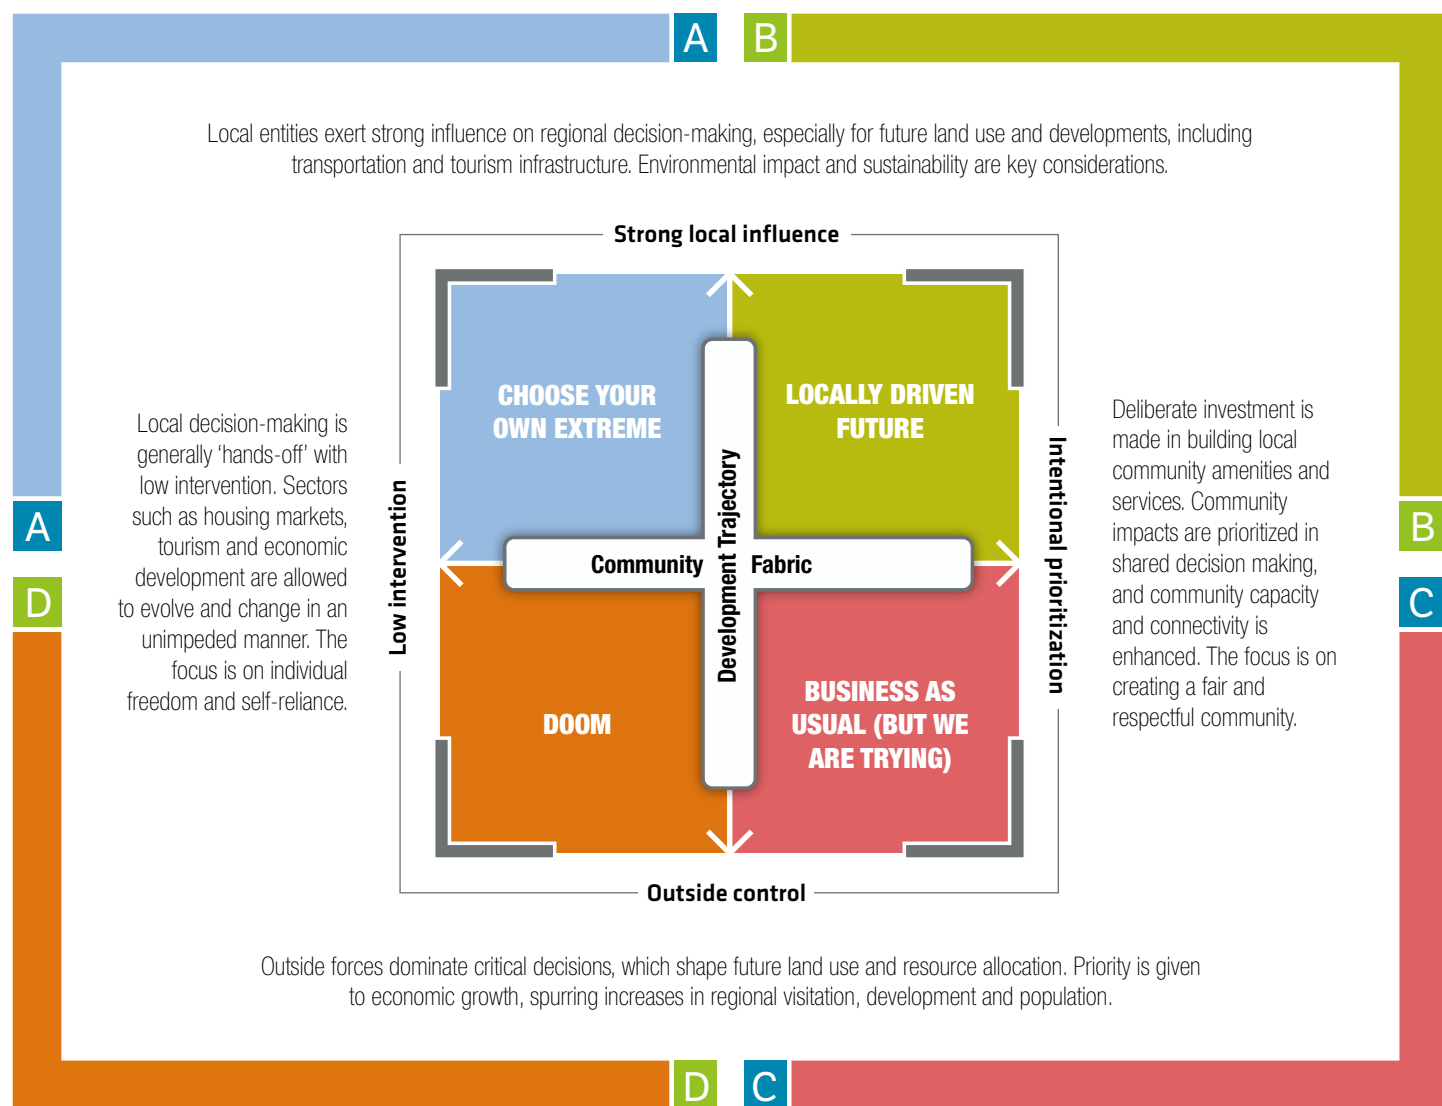 A
B
Local entities exert strong influence on regional decision-making, especially for future land use and developments, including
transportation and tourism infrastructure. Environmental impact and sustainability are key considerations.
Strong local influence
CHOOSE YOUR
OWN EXTREME
LOCALLY DRIVEN
FUTURE
Local decision-making is
generally ‘hands-off’ with
low intervention. Sectors
such as housing markets,
tourism and economic
development are allowed
to evolve and change in an
unimpeded manner. The
focus is on individual
freedom and self-reliance.
Low intervention
Community Fabric
Development Trajectory
Intentional prioritization
Deliberate investment is
made in building local
community amenities and
services. Community
impacts are prioritized in
shared decision making,
and community capacity
and connectivity is
enhanced. The focus is on
creating a fair and
respectful community.
A
B
D
C
DOOM
BUSINESS AS
USUAL (BUT WE
ARE TRYING)
Outside control
Outside forces dominate critical decisions, which shape future land use and resource allocation. Priority is given
to economic growth, spurring increases in regional visitation, development and population.
D
C